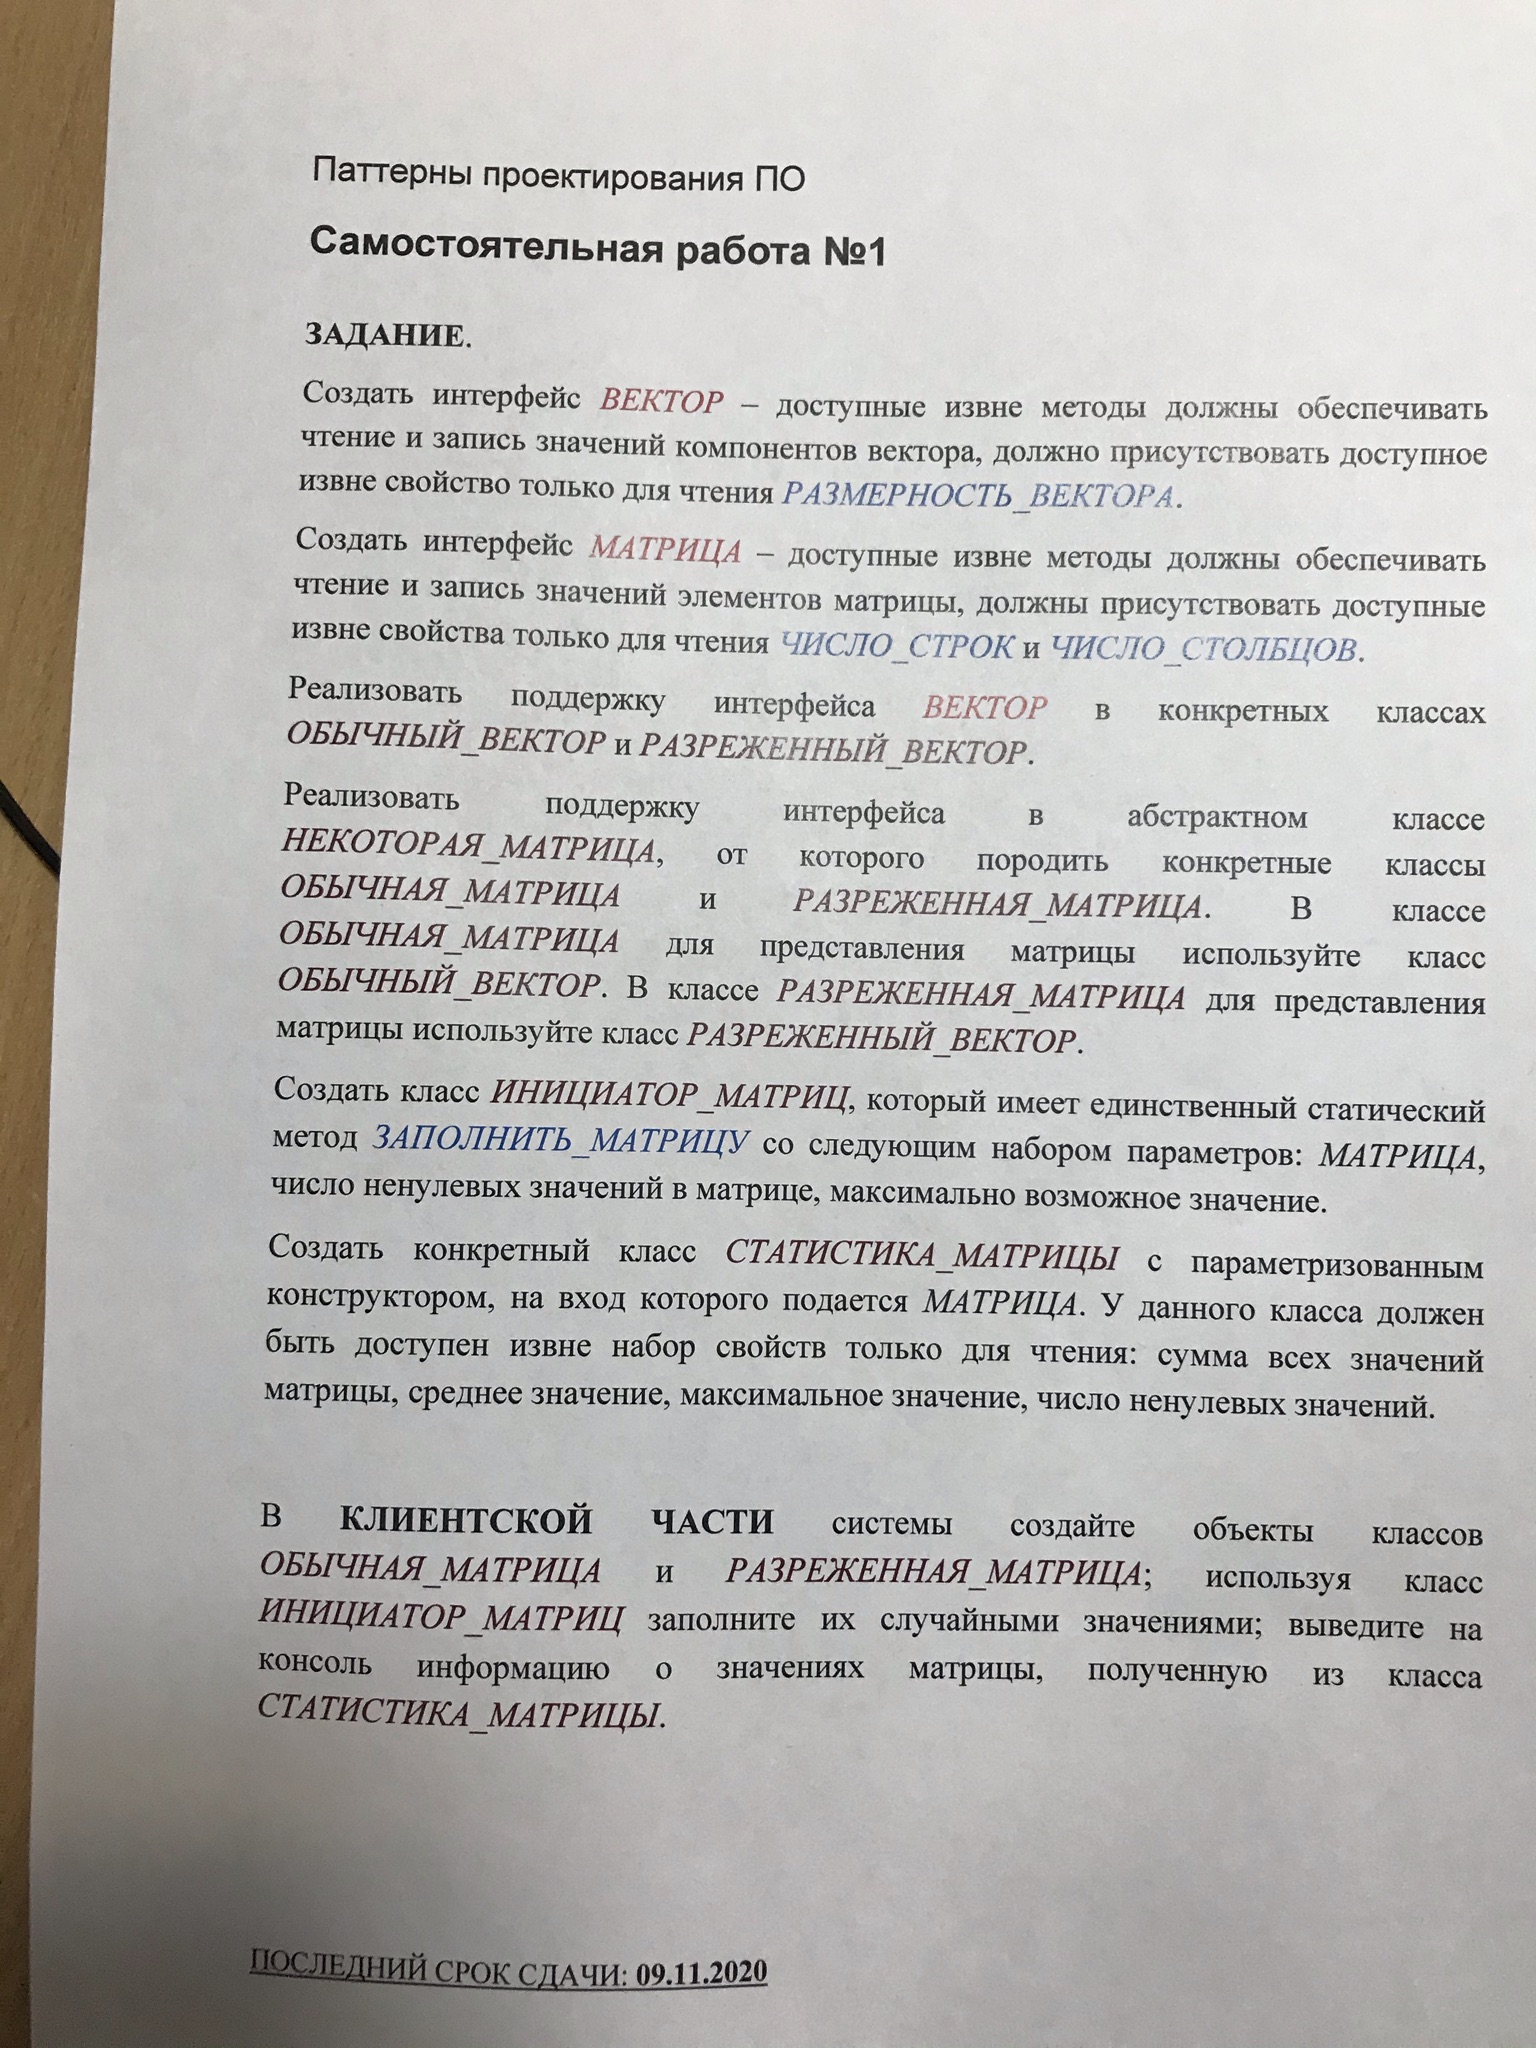 Паттерны проектирования ПО
Самостоятельная работа №1
ЗАДАНИЕ.
Создать интерфейс ВЕКТОР – доступные извне методы должны обеспечивать
чтение и запись значений компонентов вектора, должно присутствовать доступное
извне свойство только для чтения РАЗМЕРНОСТЬ_ВЕКТОРА.
Создать интерфейс МАТРИЦА – доступные извне методы должны обеспечивать
чтение и запись значений элементов матрицы, должны присутствовать доступные
извне свойства только для чтения ЧИСЛО_СТРОК и ЧИСЛО_СТОЛБЦОВ.
Реализовать поддержку интерфейса ВЕКТОР в конкретных классах
ОБЫЧНЫЙ_ВЕКТОР и РАЗРЕЖЕННЫЙ_ВЕКТОР.
Реализовать поддержку интерфейса в абстрактном классе
НЕКОТОРАЯ_МАТРИЦА, от которого породить конкретные классы
ОБЫЧНАЯ_МАТРИЦА и РАЗРЕЖЕННАЯ_МАТРИЦА. В классе
ОБЫЧНАЯ_МАТРИЦА для представления матрицы используйте класс
ОБЫЧНЫЙ_ВЕКТОР. В классе РАЗРЕЖЕННАЯ_МАТРИЦА для представления
матрицы используйте класс РАЗРЕЖЕННЫЙ_ВЕКТОР.
Создать класс ИНИЦИАТОР_МАТРИЦ, который имеет единственный статический
метод ЗАПОЛНИТЬ_МАТРИЦУ со следующим набором параметров: МАТРИЦА,
число ненулевых значений в матрице, максимально возможное значение.
Создать конкретный класс СТАТИСТИКА_МАТРИЦЫ с параметризованным
конструктором, на вход которого подается МАТРИЦА. У данного класса должен
быть доступен извне набор свойств только для чтения: сумма всех значений
матрицы, среднее значение, максимальное значение, число ненулевых значений.
В КЛИЕНТСКОЙ ЧАСТИ системы создайте объекты классов
ОБЫЧНАЯ_МАТРИЦА и РАЗРЕЖЕННАЯ_МАТРИЦА; используя класс
ИНИЦИАТОР_МАТРИЦ заполните их случайными значениями; выведите на
консоль информацию о значениях матрицы, полученную из класса
СТАТИСТИКА_МАТРИЦЫ.
ПОСЛЕДНИЙ СРОК СДАЧИ: 09.11.2020